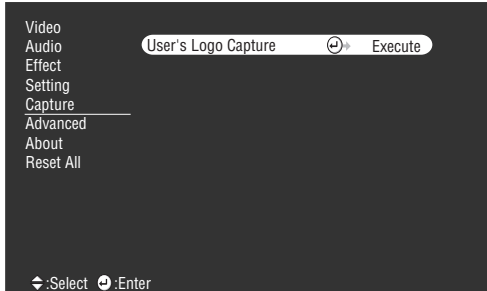 Video
Audio
User's Logo Capture Execute
Effect
Setting
Capture
Advanced
About
Reset All
:Select :Enter